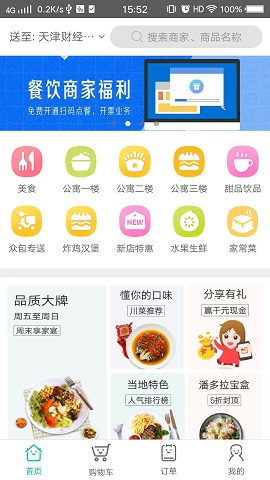 4G 0.2K/s 15:52 HD
送至: 天津财经··· 搜索商家、商品名称
餐饮商家福利
免费开通扫码点餐,开票业务
美食 公寓一楼 公寓二楼 公寓三楼 甜品饮品
NEW
众包专送 炸鸡汉堡 新店特惠 水果生鲜 家常菜
品质大牌
周五至周日
周末享家宴
懂你的口味
川菜推荐
分享有礼
赢千元现金
当地特色
人气排行榜
潘多拉宝盒
5折封顶
首页 购物车 订单 我的